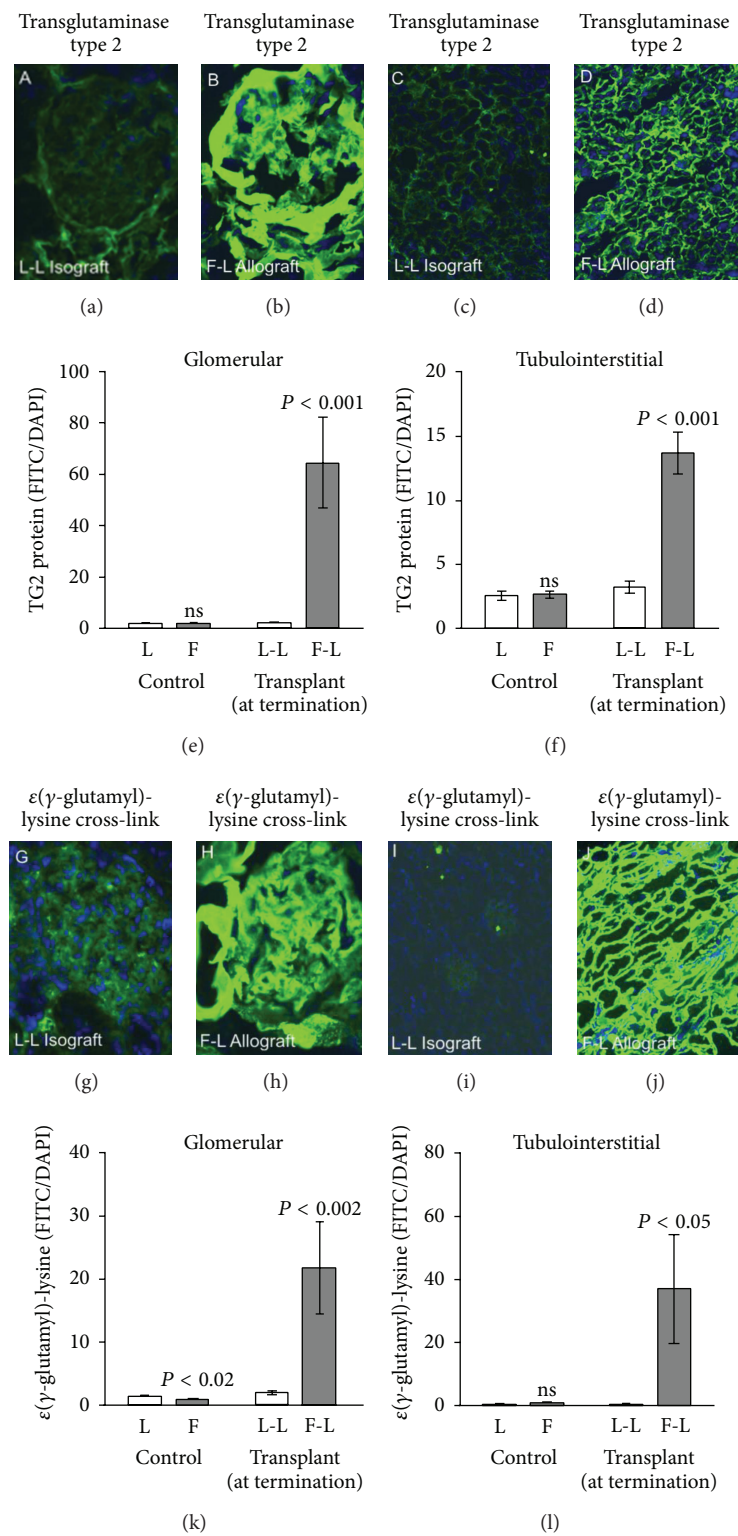 Transglutaminase type 2
Transglutaminase type 2
Transglutaminase type 2
Transglutaminase type 2
A
L-L Isograft
B
F-L Allograft
C
L-L Isograft
D
F-L Allograft
(a)
(b)
(c)
(d)
Glomerular
TG2 protein (FITC/DAPI)
100
80
60
40
20
0
ns
P < 0.001
L
F
L-L
F-L
Control
Transplant
(at termination)
(e)
Tubulointerstitial
TG2 protein (FITC/DAPI)
20
15
10
5
0
ns
P < 0.001
L
F
L-L
F-L
Control
Transplant
(at termination)
(f)
ε(γ-glutamyl)-
lysine cross-link
ε(γ-glutamyl)-
lysine cross-link
ε(γ-glutamyl)-
lysine cross-link
ε(γ-glutamyl)-
lysine cross-link
G
L-L Isograft
H
F-L Allograft
I
L-L Isograft
F-L Allograft
(g)
(h)
(i)
(j)
Glomerular
ε(γ-glutamyl)-lysine (FITC/DAPI)
40
30
20
10
0
P < 0.02
P < 0.002
L
F
L-L
F-L
Control
Transplant
(at termination)
(k)
Tubulointerstitial
ε(γ-glutamyl)-lysine (FITC/DAPI)
80
60
40
20
0
ns
P < 0.05
L
F
L-L
F-L
Control
Transplant
(at termination)
(l)